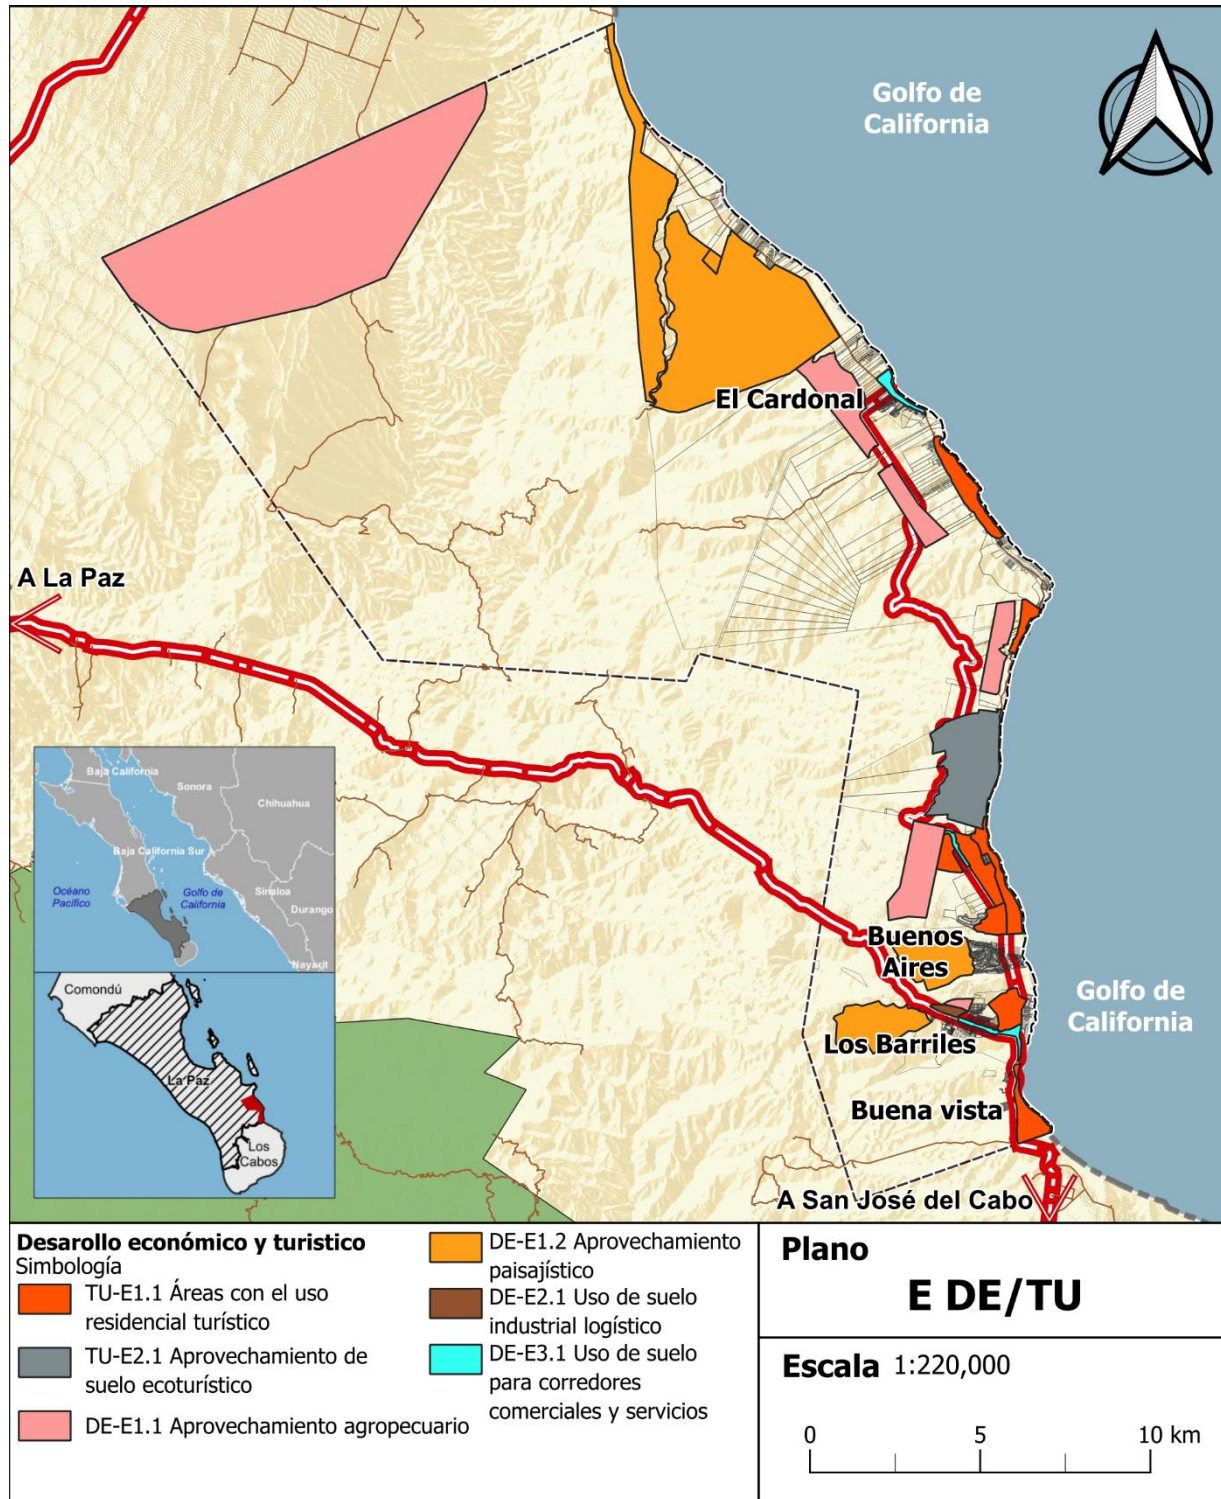 Golfo de
California
El Cardonal
A La Paz
Buenos
Aires
Golfo de
California
Los Barriles
Buena vista
A San José del Cabo
Baja California
Sonora
Chihuahua
Baja California Sur
Océano
Pacífico
Golfo de
California
Sinaloa
Durango
Nayarit
Comondú
La Paz
Los
Cabos
Desarollo económico y turistico
Simbología
TU-E1.1 Áreas con el uso
residencial turístico
TU-E2.1 Aprovechamiento de
suelo ecoturístico
DE-E1.1 Aprovechamiento agropecuario
DE-E1.2 Aprovechamiento
paisajístico
DE-E2.1 Uso de suelo
industrial logístico
DE-E3.1 Uso de suelo
para corredores
comerciales y servicios
Plano
E DE/TU
Escala 1:220,000
0 5 10 km